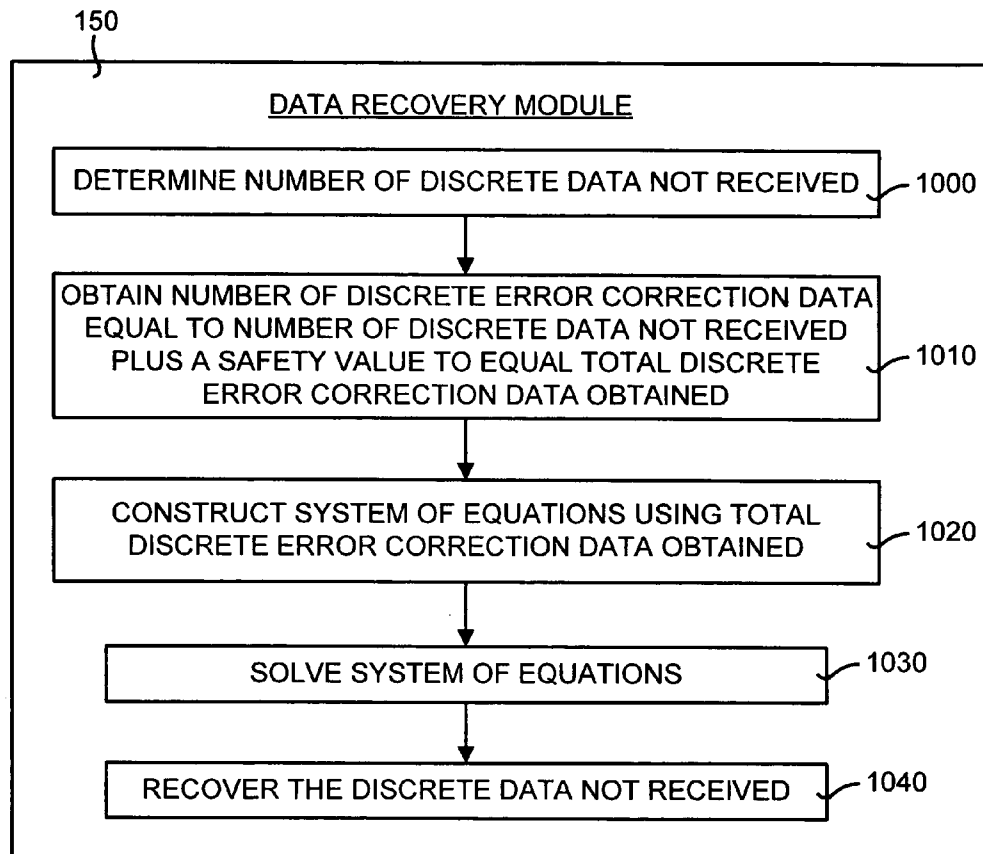 150
DATA RECOVERY MODULE
DETERMINE NUMBER OF DISCRETE DATA NOT RECEIVED
1000
OBTAIN NUMBER OF DISCRETE ERROR CORRECTION DATA
EQUAL TO NUMBER OF DISCRETE DATA NOT RECEIVED
PLUS A SAFETY VALUE TO EQUAL TOTAL DISCRETE
ERROR CORRECTION DATA OBTAINED
1010
CONSTRUCT SYSTEM OF EQUATIONS USING TOTAL
DISCRETE ERROR CORRECTION DATA OBTAINED
1020
SOLVE SYSTEM OF EQUATIONS
1030
RECOVER THE DISCRETE DATA NOT RECEIVED
1040